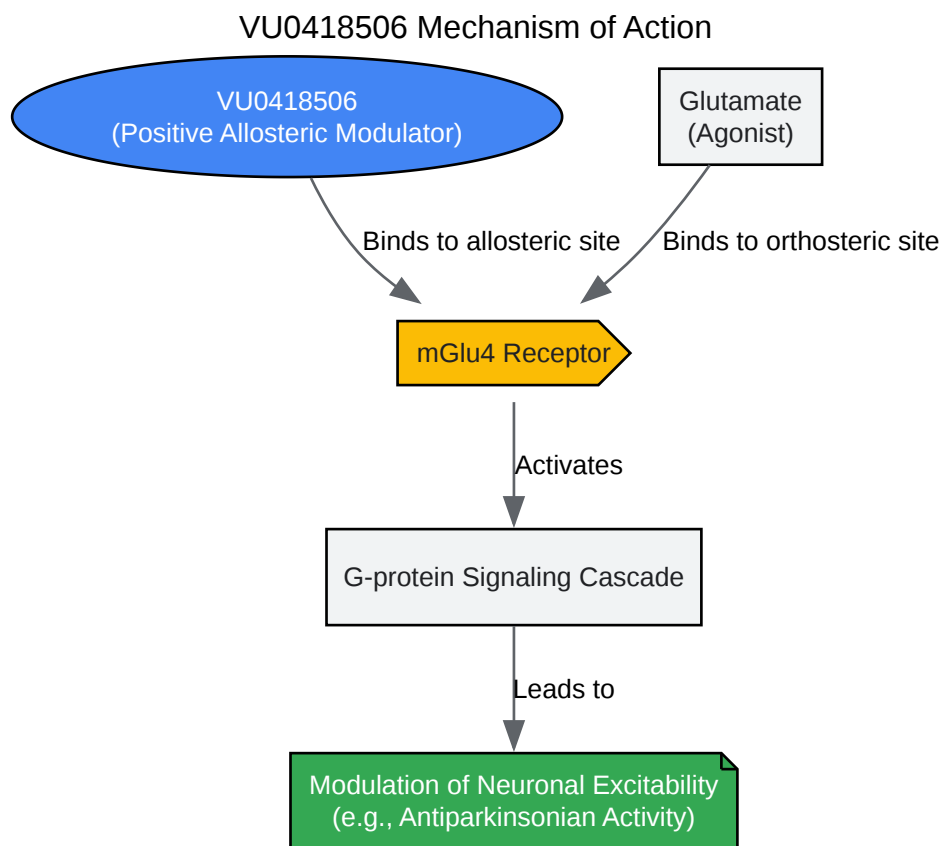 VU0418506 Mechanism of Action
VU0418506
(Positive Allosteric Modulator)
Glutamate
(Agonist)
Binds to allosteric site
Binds to orthosteric site
mGlu4 Receptor
Activates
G-protein Signaling Cascade
Leads to
Modulation of Neuronal Excitability
(e.g., Antiparkinsonian Activity)